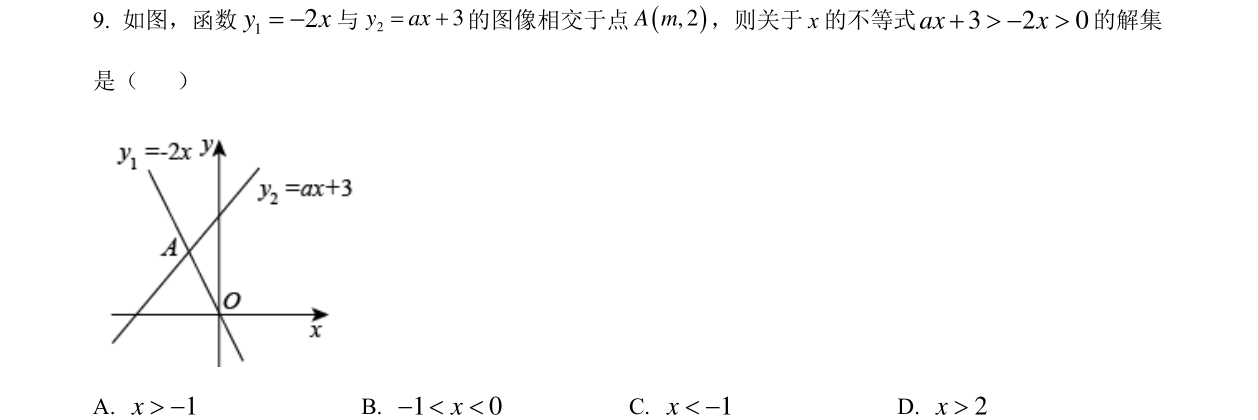 9. 如图，函数 y₁ = −2x 与 y₂ = ax + 3 的图像相交于点 A(m, 2)，则关于 x 的不等式 ax + 3 > −2x > 0 的解集
是（　　）
y₁ =-2x y
y₂ =ax+3
A
O
x
A. x > −1 B. −1 < x < 0 C. x < −1 D. x > 2